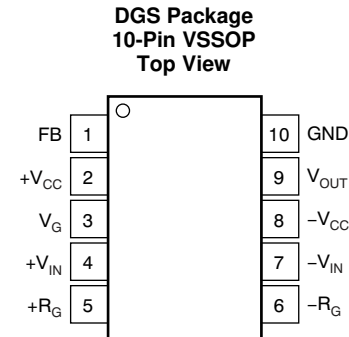 DGS Package
10-Pin VSSOP
Top View
FB 1 10 GND
+VCC 2 9 VOUT
VG 3 8 −VCC
+VIN 4 7 −VIN
+RG 5 6 −RG